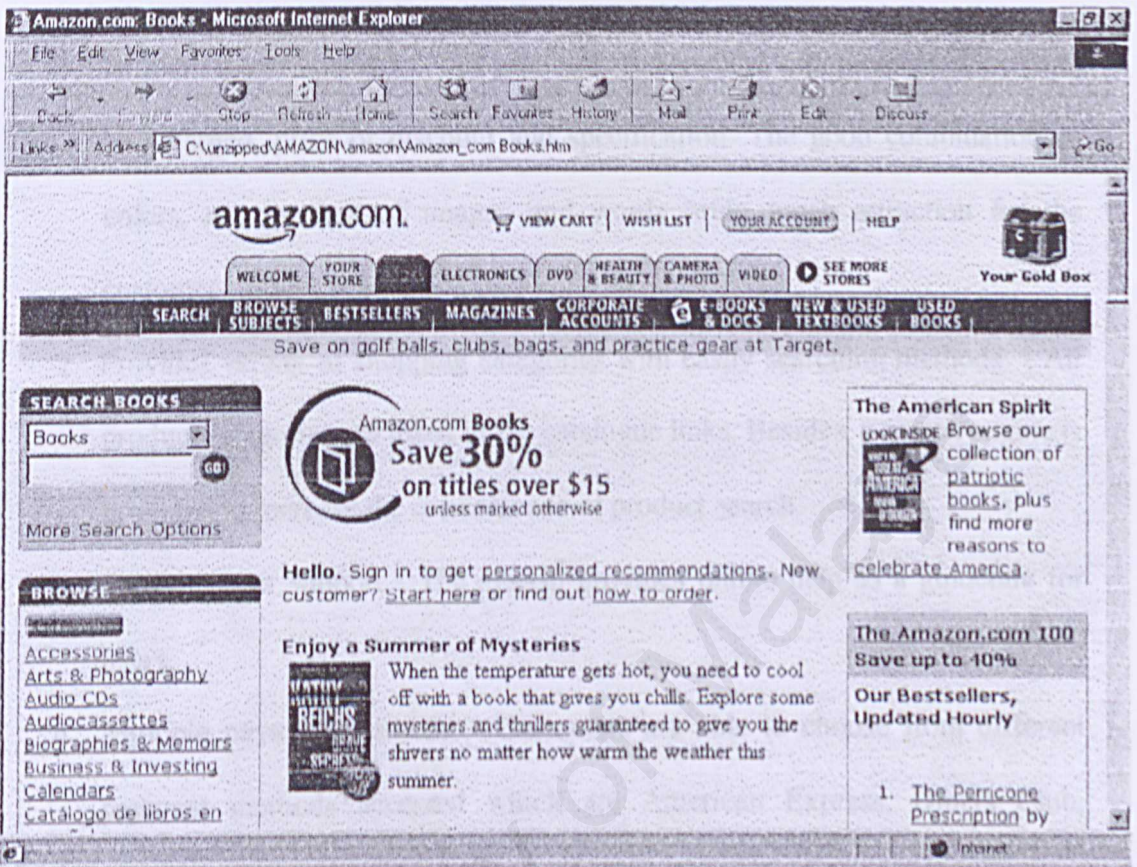 Amazon.com: Books - Microsoft Internet Explorer
File Edit View Favorites Tools Help
Back Forward Stop Refresh Home Search Favorites History Mail Print Edit Discuss
Links » Address C:\unzipped\AMAZON\amazon\Amazon_com Books.htm Go
amazon.com. VIEW CART | WISH LIST | YOUR ACCOUNT | HELP
WELCOME YOUR STORE ELECTRONICS DVD HEALTH & BEAUTY CAMERA & PHOTO VIDEO SEE MORE STORES
Your Gold Box
SEARCH BROWSE SUBJECTS BESTSELLERS MAGAZINES CORPORATE ACCOUNTS E-BOOKS & DOCS NEW & USED TEXTBOOKS USED BOOKS
Save on golf balls, clubs, bags, and practice gear at Target.
SEARCH BOOKS
Books
GO!
More Search Options
BROWSE
Accessories
Arts & Photography
Audio CDs
Audiocassettes
Biographies & Memoirs
Business & Investing
Calendars
Catálogo de libros en
Amazon.com Books
Save 30%
on titles over $15
unless marked otherwise
Hello. Sign in to get personalized recommendations. New
customer? Start here or find out how to order.
Enjoy a Summer of Mysteries
REICHS
SECRETS
When the temperature gets hot, you need to cool
off with a book that gives you chills. Explore some
mysteries and thrillers guaranteed to give you the
shivers no matter how warm the weather this
summer.
The American Spirit
LOOK INSIDE Browse our
collection of
AMERICA patriotic
books, plus
find more
reasons to
celebrate America.
The Amazon.com 100
Save up to 40%
Our Bestsellers,
Updated Hourly
1. The Perricone
Prescription by
Intranet